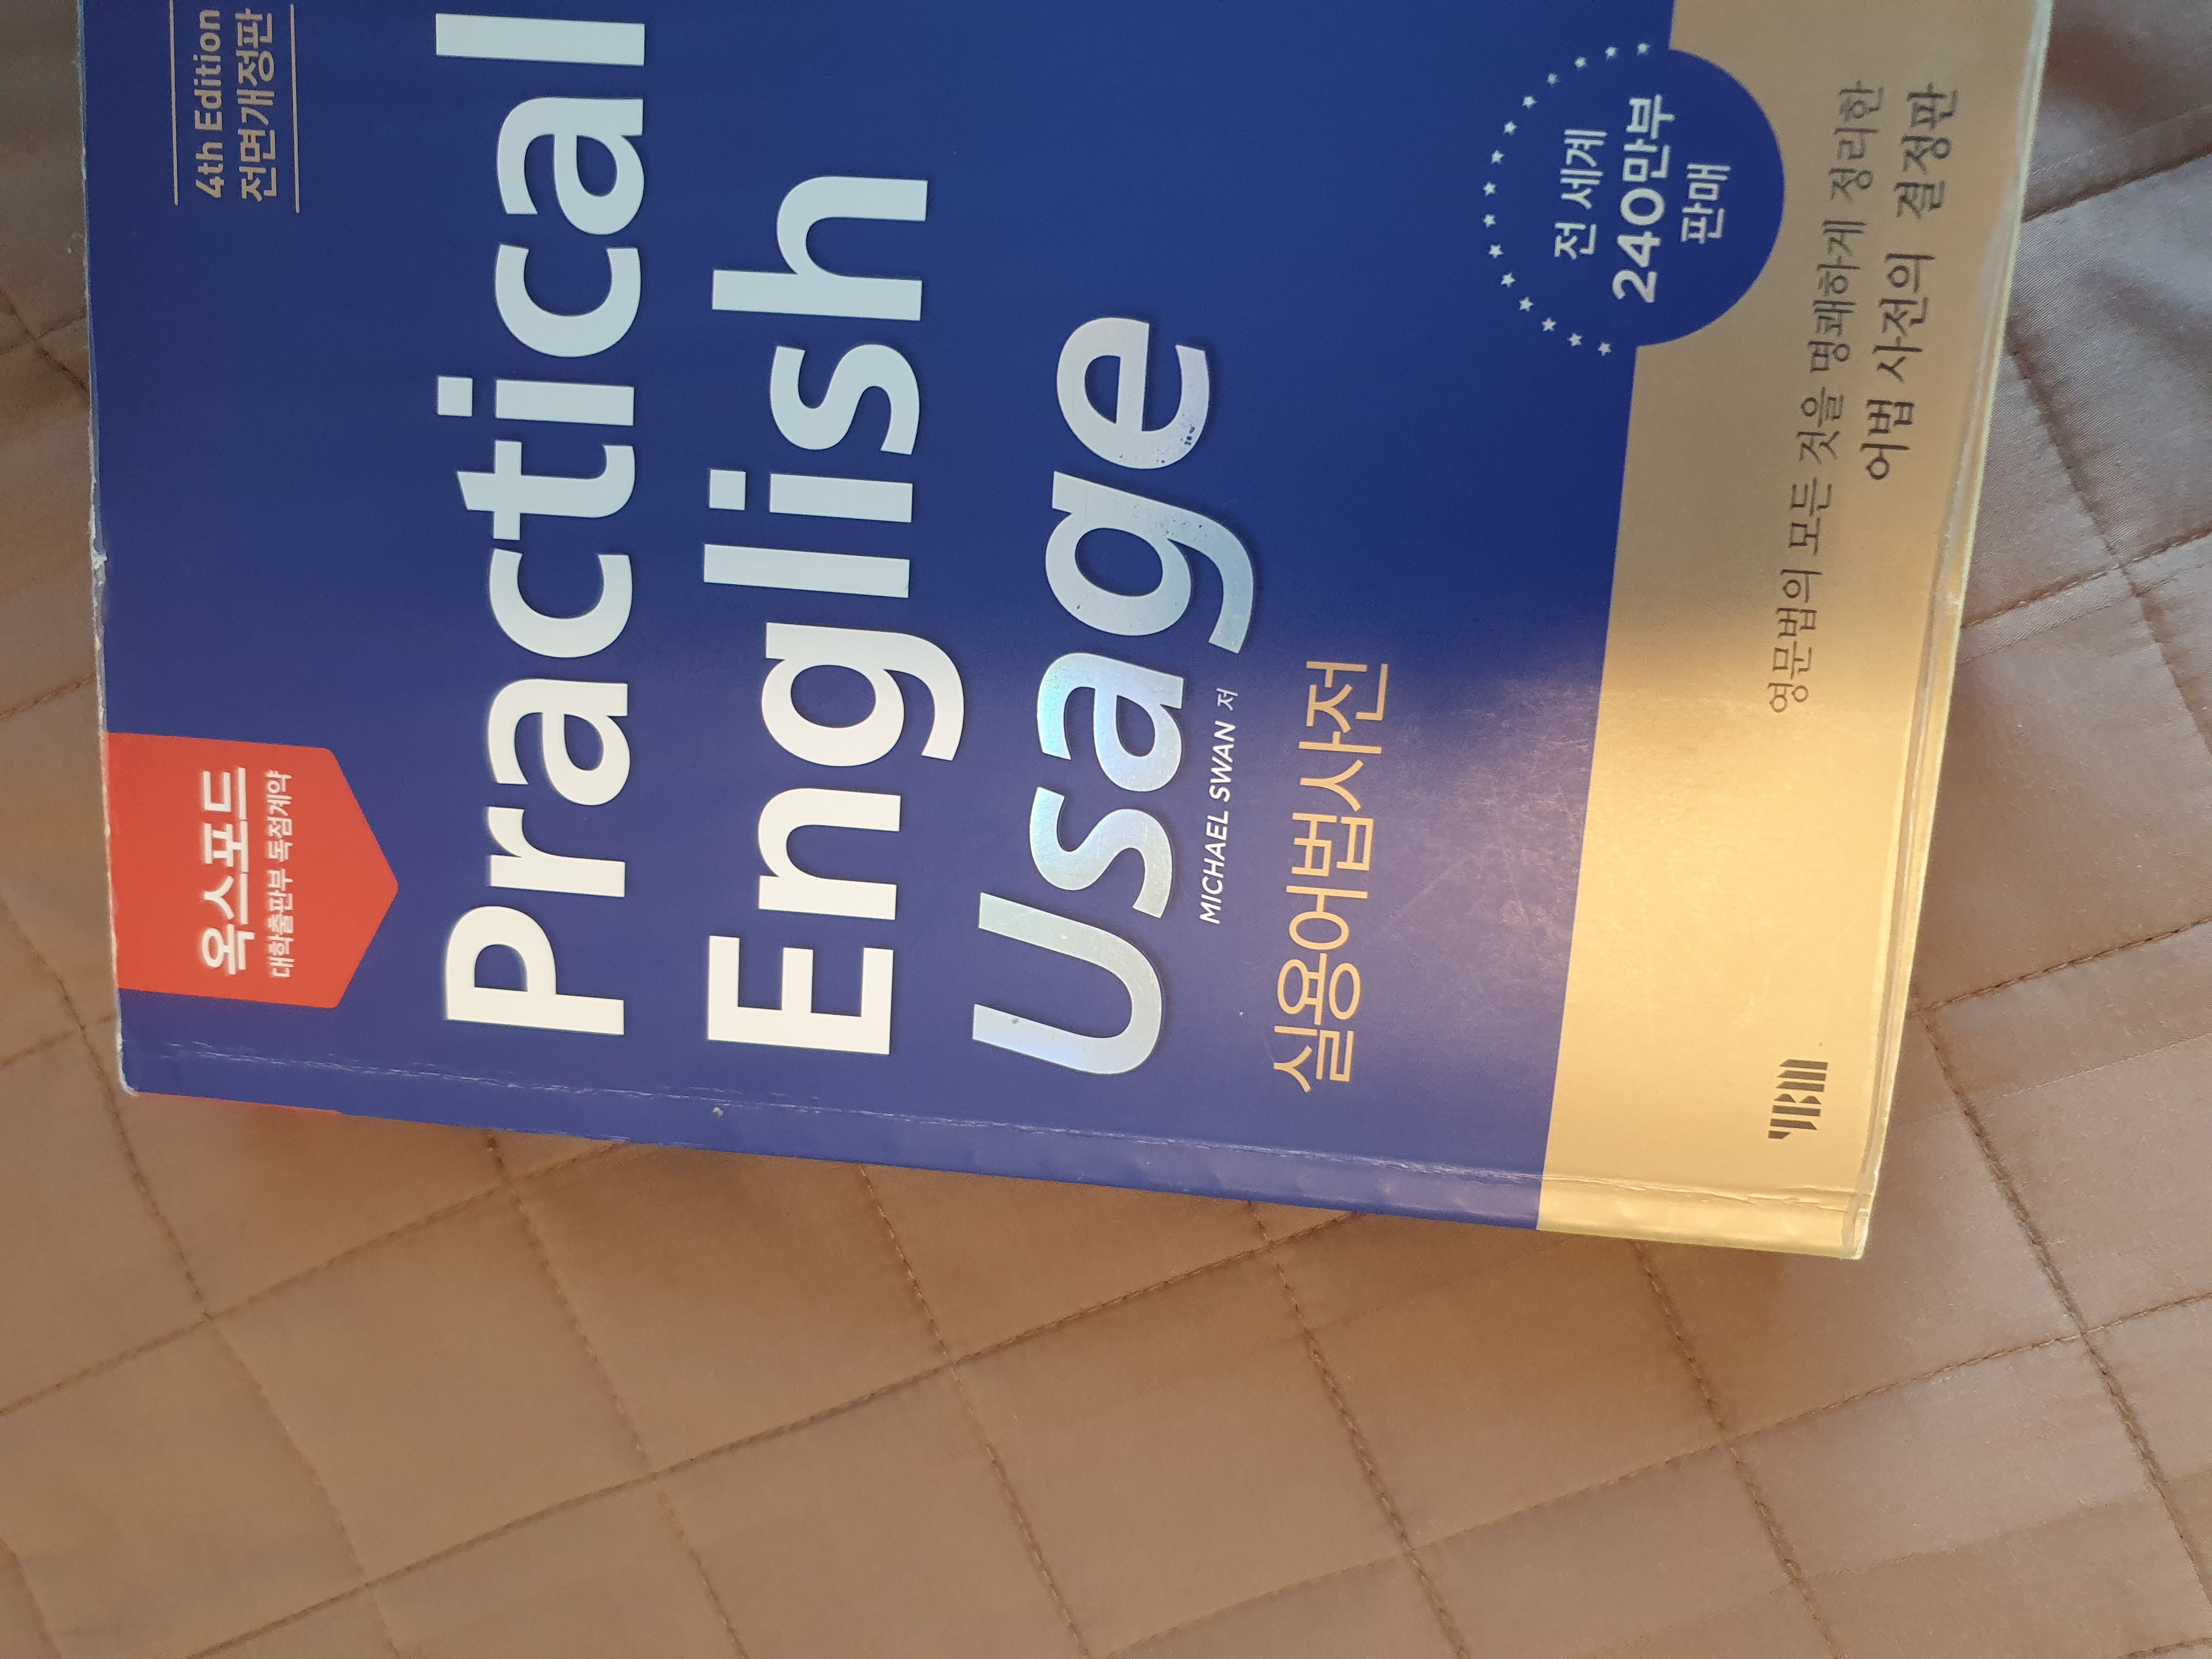 옥스포드
대학출판부 독점계약
4th Edition
전면개정판
Practical
English
Usage
MICHAEL SWAN 저
실용어법사전
전 세계
240만부
판매
영문법의 모든 것을 명쾌하게 정리한
어법 사전의 결정판
YBM